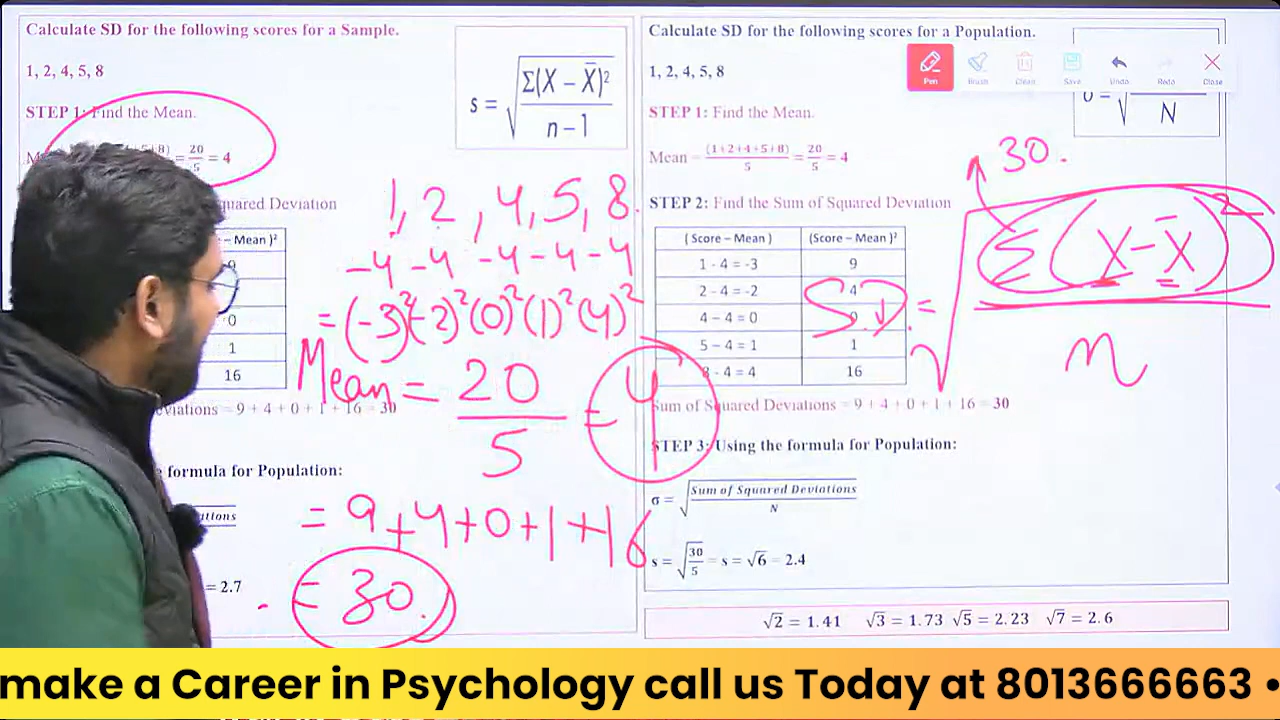 Calculate SD for the following scores for a Sample.
1, 2, 4, 5, 8
s = √Σ(X − X̄)² / n−1
STEP 1: Find the Mean.
+5+8) = 20/5 = 4
quared Deviation
– Mean )²
9
0
1
16
eviations = 9 + 4 + 0 + 1 + 16 = 30
formula for Population:
= 2.7
1, 2, 4, 5, 8.
-4 -4 -4 -4 -4
= (-3)² (-2)² (0)² (1)² (4)²
Mean = 20/5 = 4
= 9+4+0+1+16
= 30.
Calculate SD for the following scores for a Population.
Pen Brush Clean Save Undo Redo Close
1, 2, 4, 5, 8
N
STEP 1: Find the Mean.
Mean = (1+2+4+5+8)/5 = 20/5 = 4
STEP 2: Find the Sum of Squared Deviation
( Score – Mean ) (Score – Mean )²
1 - 4 = -3 9
2 - 4 = -2 4
4 – 4 = 0 0
5 – 4 = 1 1
8 - 4 = 4 16
Sum of Squared Deviations = 9 + 4 + 0 + 1 + 16 = 30
30.
S.D. = √Σ(X-X̄)² / n
STEP 3: Using the formula for Population:
σ = √Sum of Squared Deviations / N
s = √30/5 = s = √6 = 2.4
√2 = 1.41 √3 = 1.73 √5 = 2.23 √7 = 2.6
make a Career in Psychology call us Today at 8013666663 •